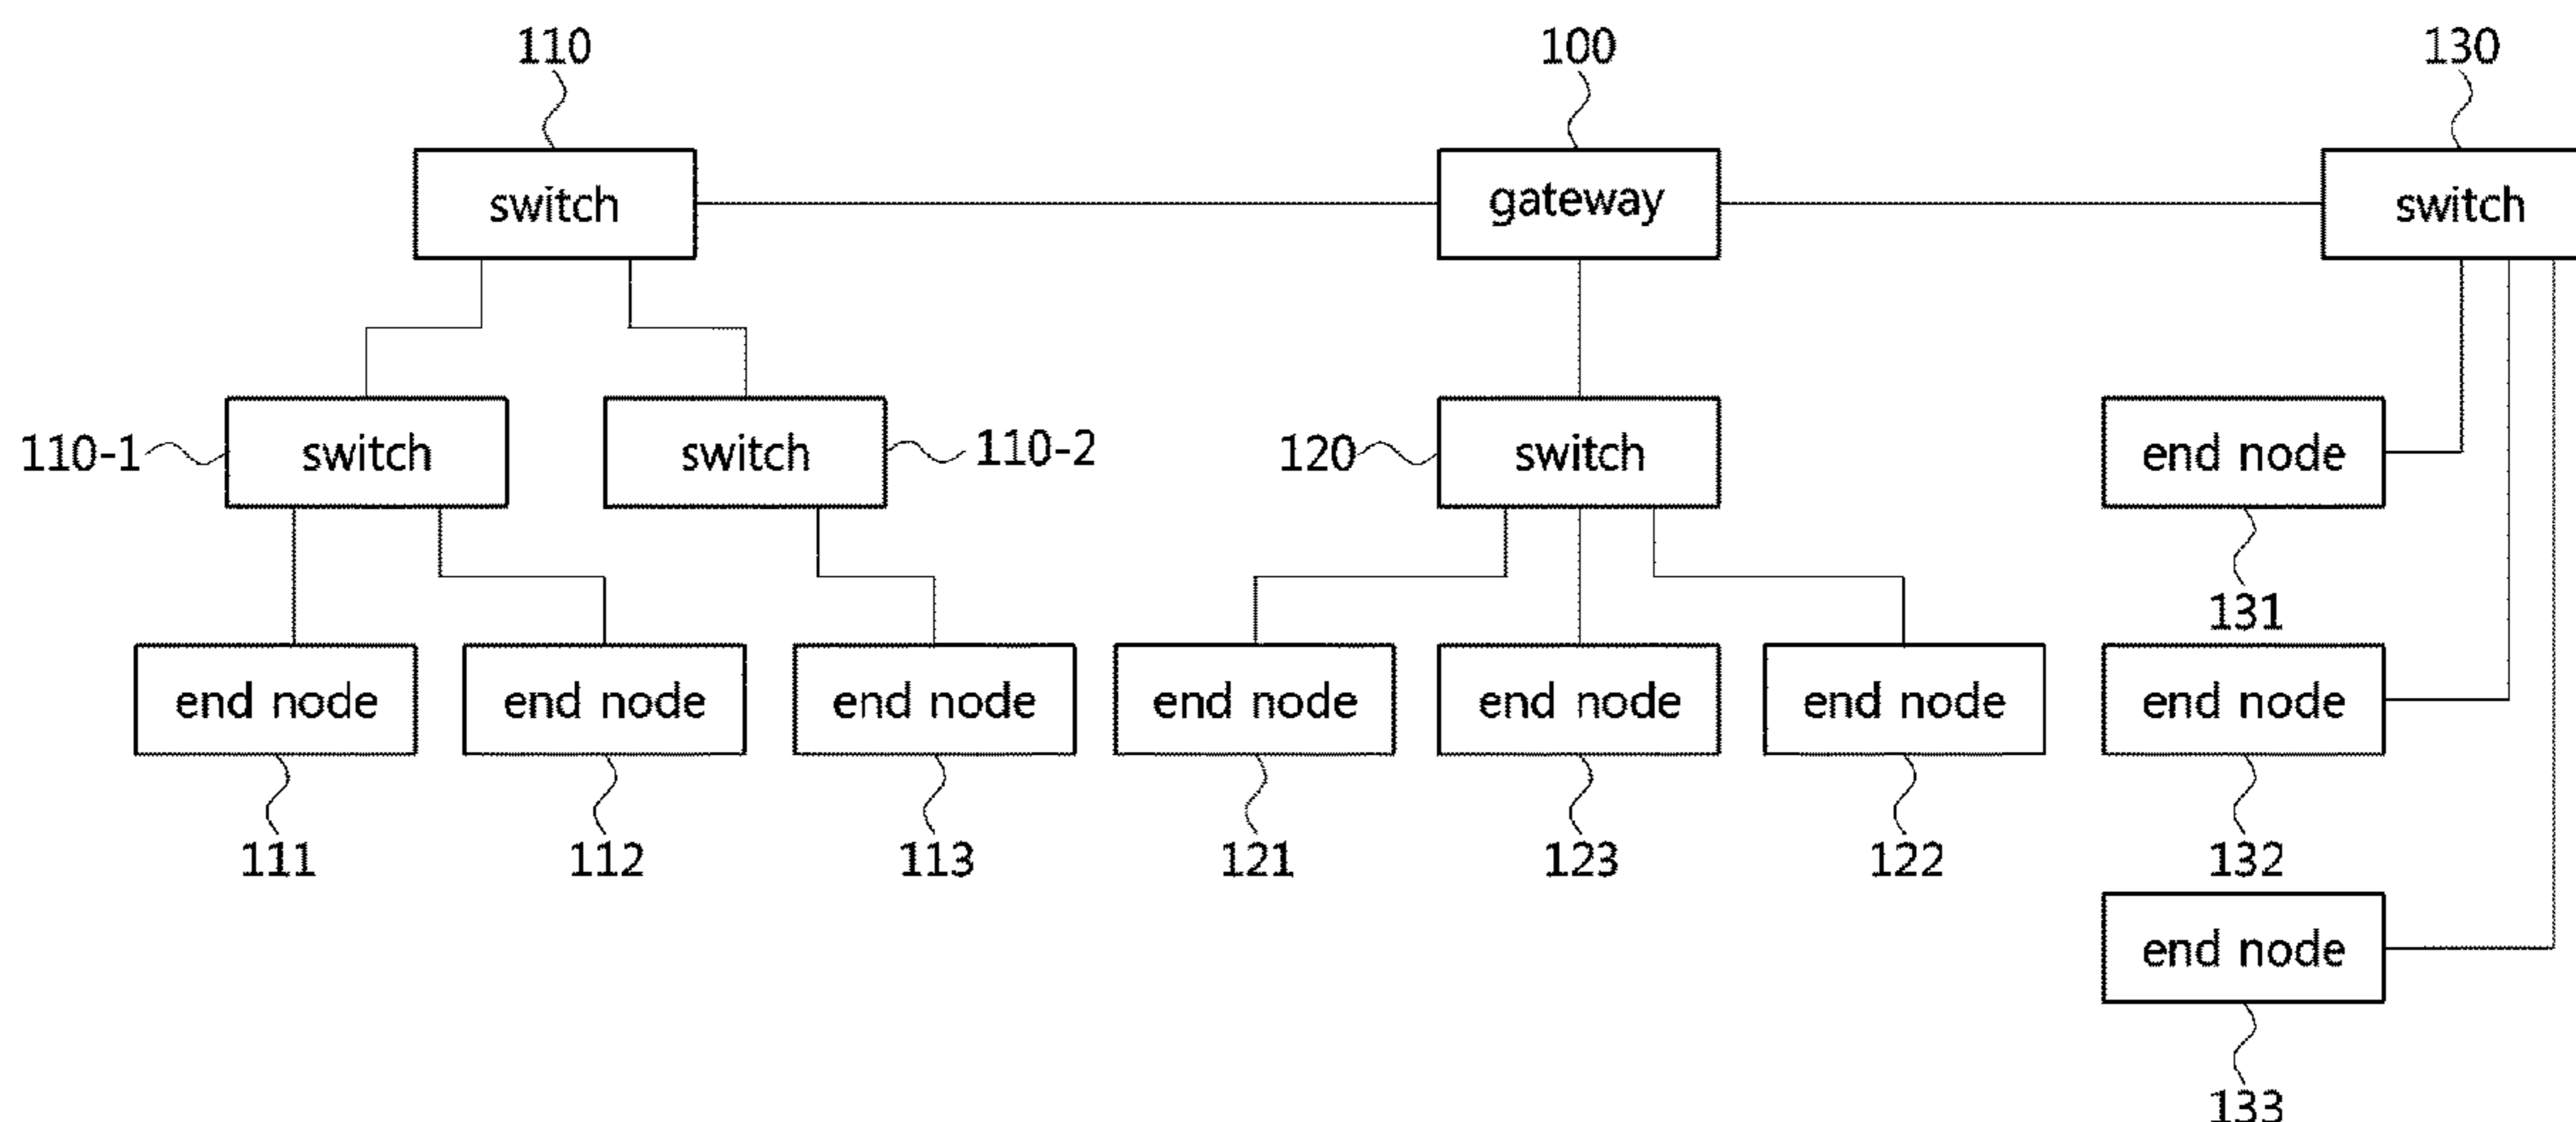 110
100
130
switch
gateway
switch
110-1
switch
switch
110-2
120
switch
end node
131
end node
end node
end node
end node
end node
end node
end node
111
112
113
121
123
122
132
end node
133